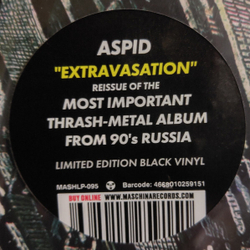 ASPID
"EXTRAVASATION"
REISSUE OF THE
MOST IMPORTANT
THRASH-METAL ALBUM
FROM 90's RUSSIA
LIMITED EDITION BLACK VINYL
MASHLP-095 Barcode: 4668010259151
BUY ONLINE WWW.MASCHINARECORDS.COM